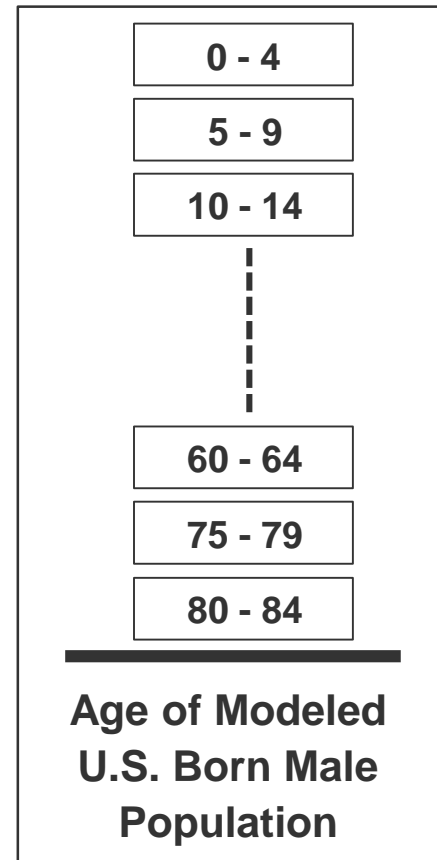 0 - 4
5 - 9
10 - 14
60 - 64
75 - 79
80 - 84
Age of Modeled
U.S. Born Male
Population